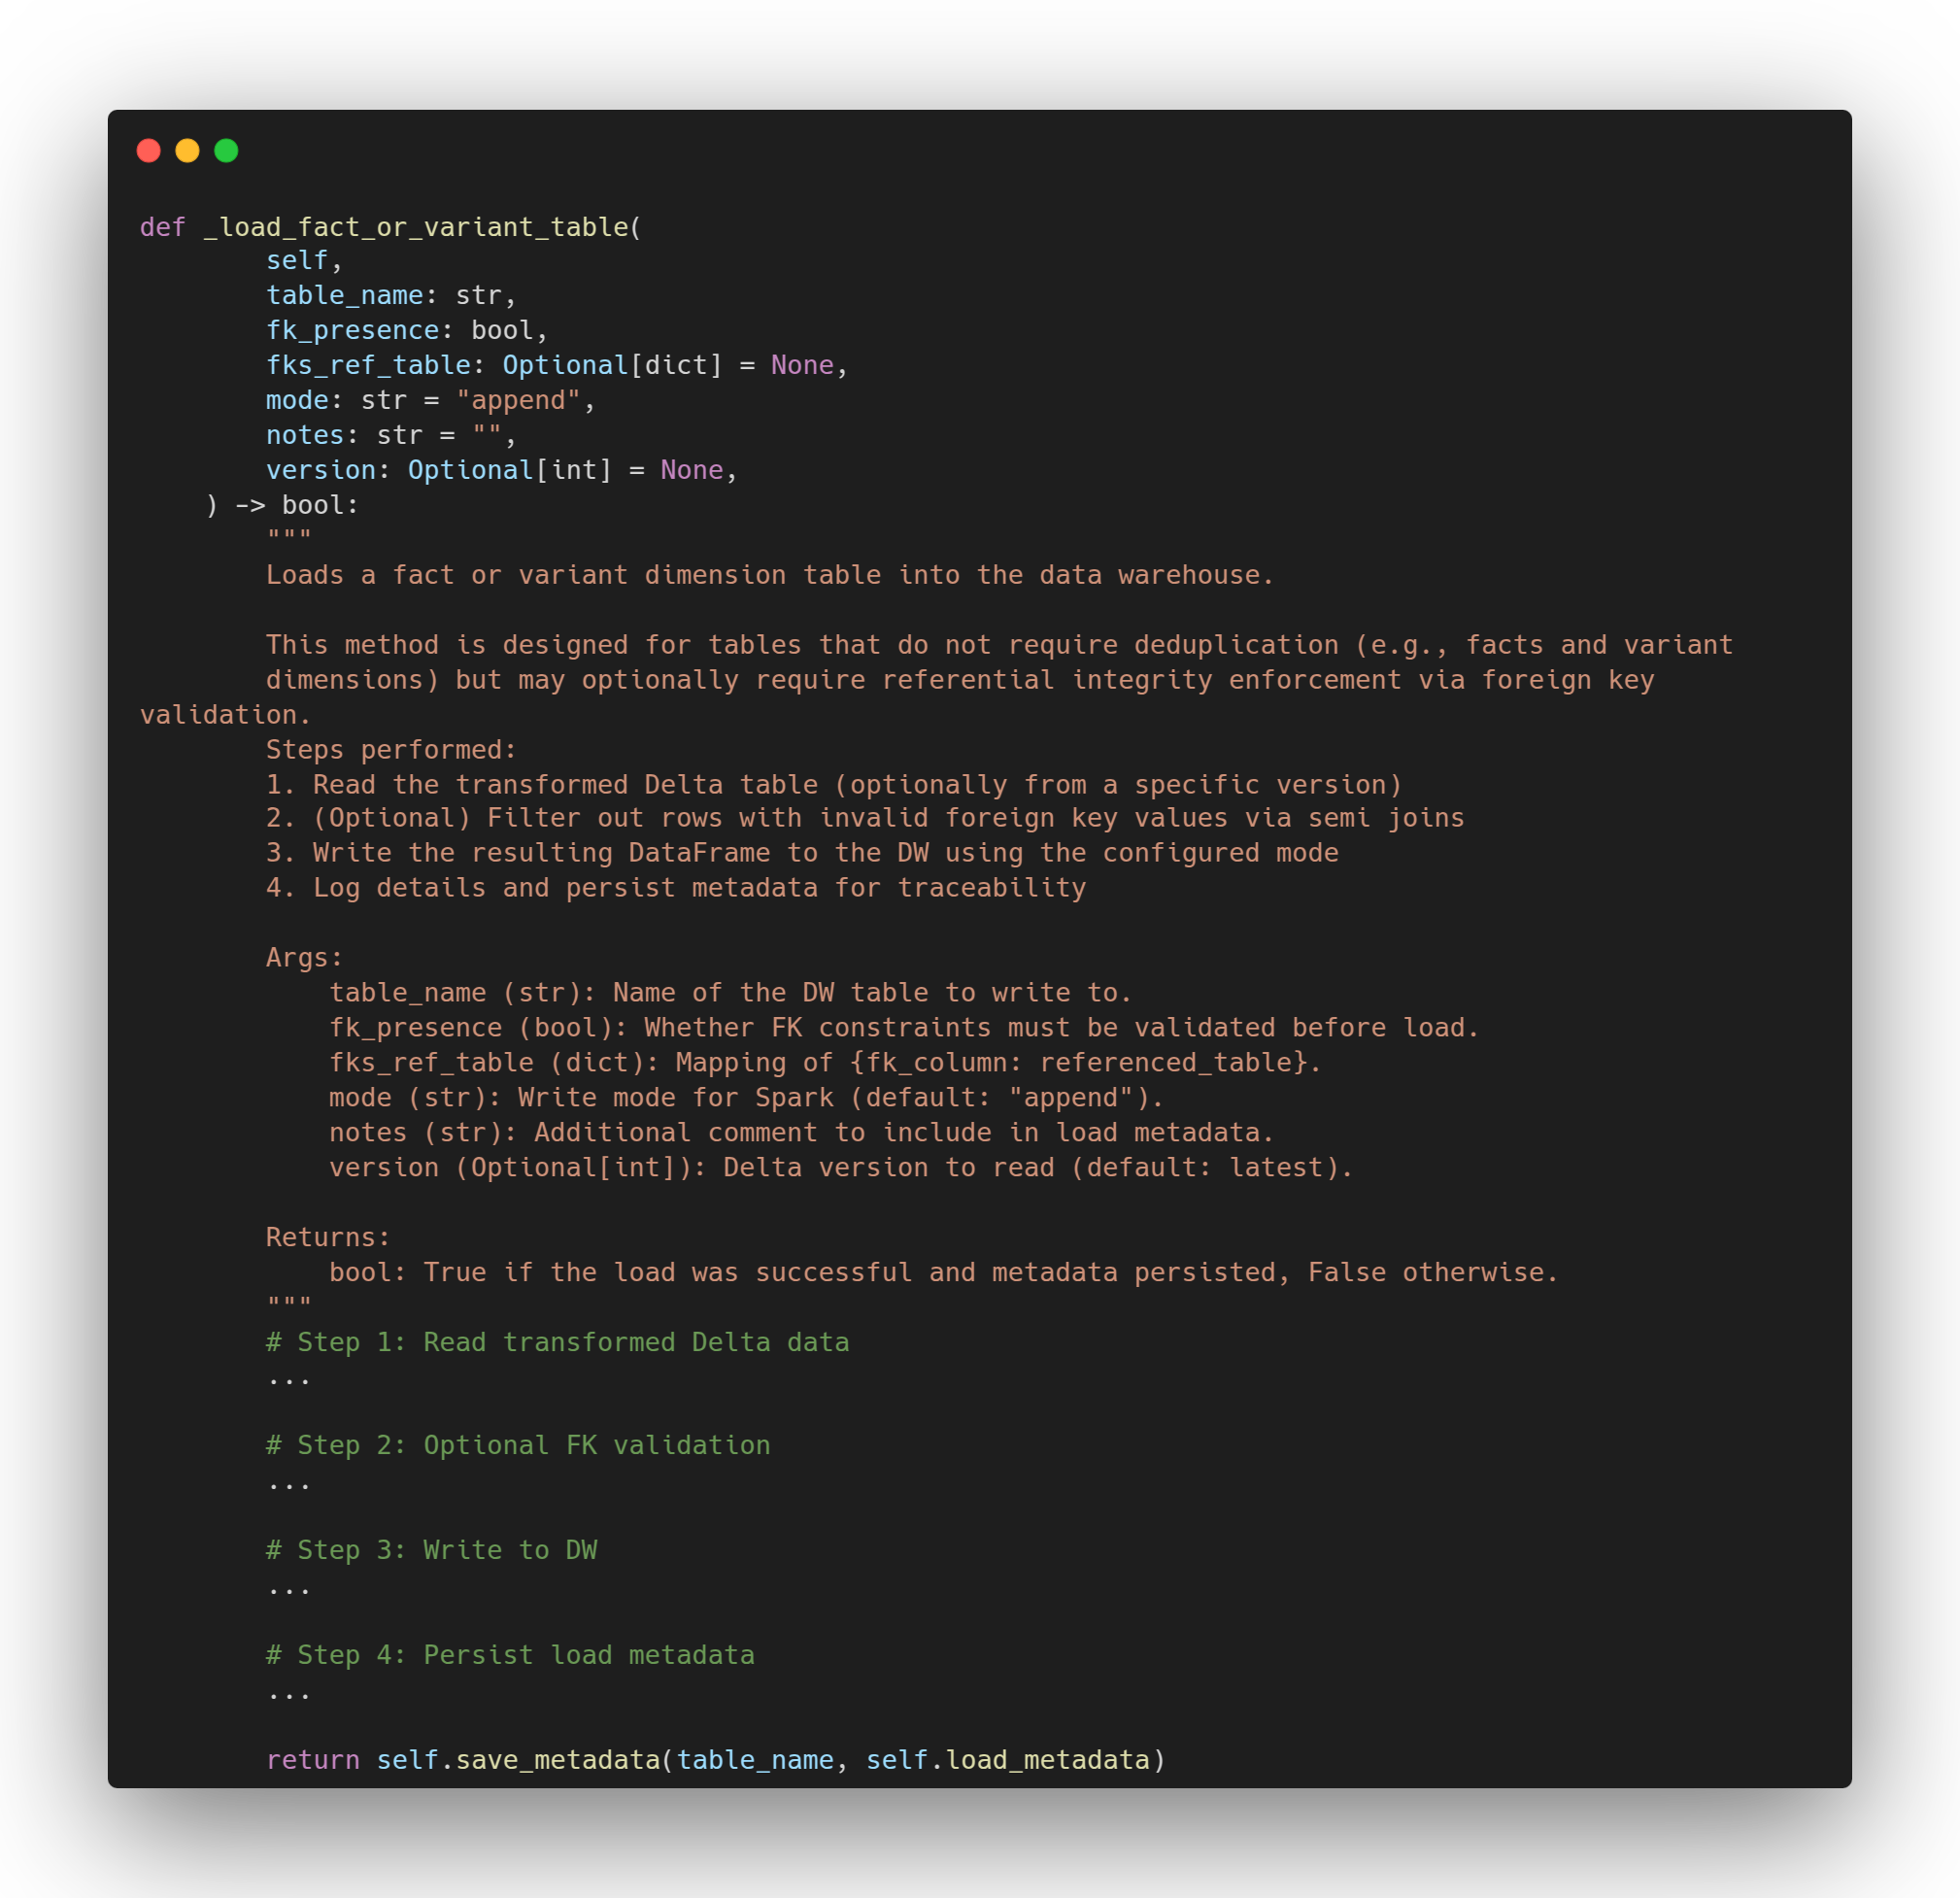 def _load_fact_or_variant_table(
        self,
        table_name: str,
        fk_presence: bool,
        fks_ref_table: Optional[dict] = None,
        mode: str = "append",
        notes: str = "",
        version: Optional[int] = None,
    ) -> bool:
        """
        Loads a fact or variant dimension table into the data warehouse.

        This method is designed for tables that do not require deduplication (e.g., facts and variant
        dimensions) but may optionally require referential integrity enforcement via foreign key
validation.
        Steps performed:
        1. Read the transformed Delta table (optionally from a specific version)
        2. (Optional) Filter out rows with invalid foreign key values via semi joins
        3. Write the resulting DataFrame to the DW using the configured mode
        4. Log details and persist metadata for traceability

        Args:
            table_name (str): Name of the DW table to write to.
            fk_presence (bool): Whether FK constraints must be validated before load.
            fks_ref_table (dict): Mapping of {fk_column: referenced_table}.
            mode (str): Write mode for Spark (default: "append").
            notes (str): Additional comment to include in load metadata.
            version (Optional[int]): Delta version to read (default: latest).

        Returns:
            bool: True if the load was successful and metadata persisted, False otherwise.
        """
        # Step 1: Read transformed Delta data
        ...

        # Step 2: Optional FK validation
        ...

        # Step 3: Write to DW
        ...

        # Step 4: Persist load metadata
        ...

        return self.save_metadata(table_name, self.load_metadata)